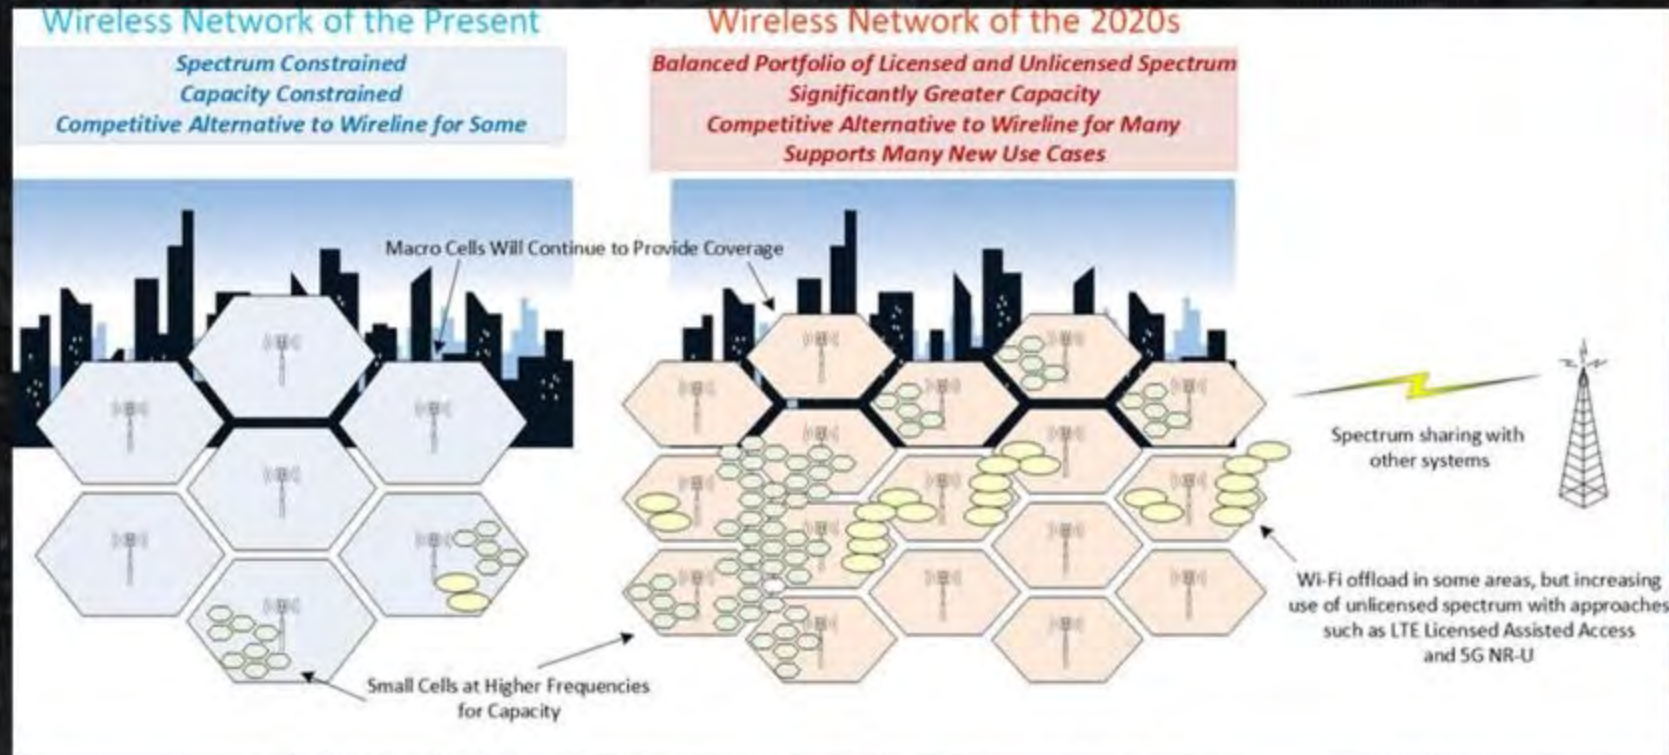 Wireless Network of the Present
Spectrum Constrained
Capacity Constrained
Competitive Alternative to Wireline for Some
Wireless Network of the 2020s
Balanced Portfolio of Licensed and Unlicensed Spectrum
Significantly Greater Capacity
Competitive Alternative to Wireline for Many
Supports Many New Use Cases
Macro Cells Will Continue to Provide Coverage
Spectrum sharing with
other systems
Wi-Fi offload in some areas, but increasing
use of unlicensed spectrum with approaches
such as LTE Licensed Assisted Access
and 5G NR-U
Small Cells at Higher Frequencies
for Capacity